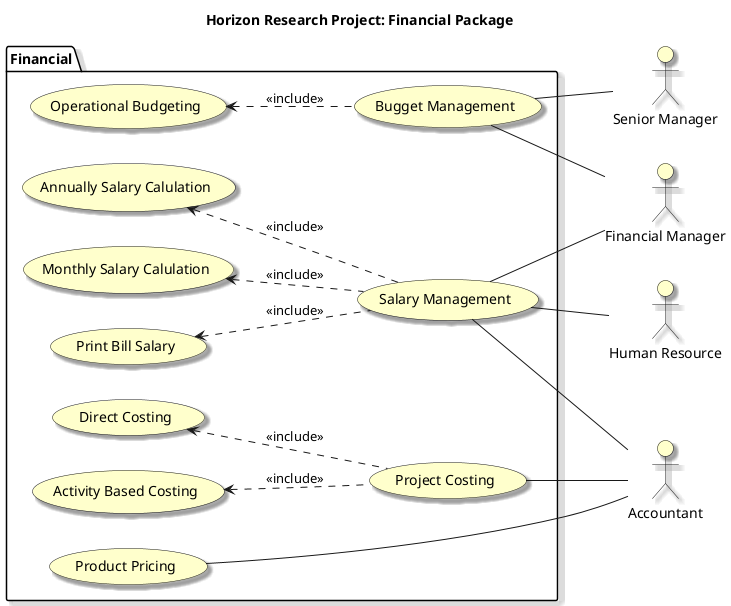 Horizon Research Project: Financial Package
Financial
Operational Budgeting
«include»
Bugget Management
Senior Manager
Annually Salary Calulation
«include»
Financial Manager
Monthly Salary Calulation
«include»
Salary Management
Print Bill Salary
«include»
Human Resource
Direct Costing
«include»
Activity Based Costing
«include»
Project Costing
Accountant
Product Pricing